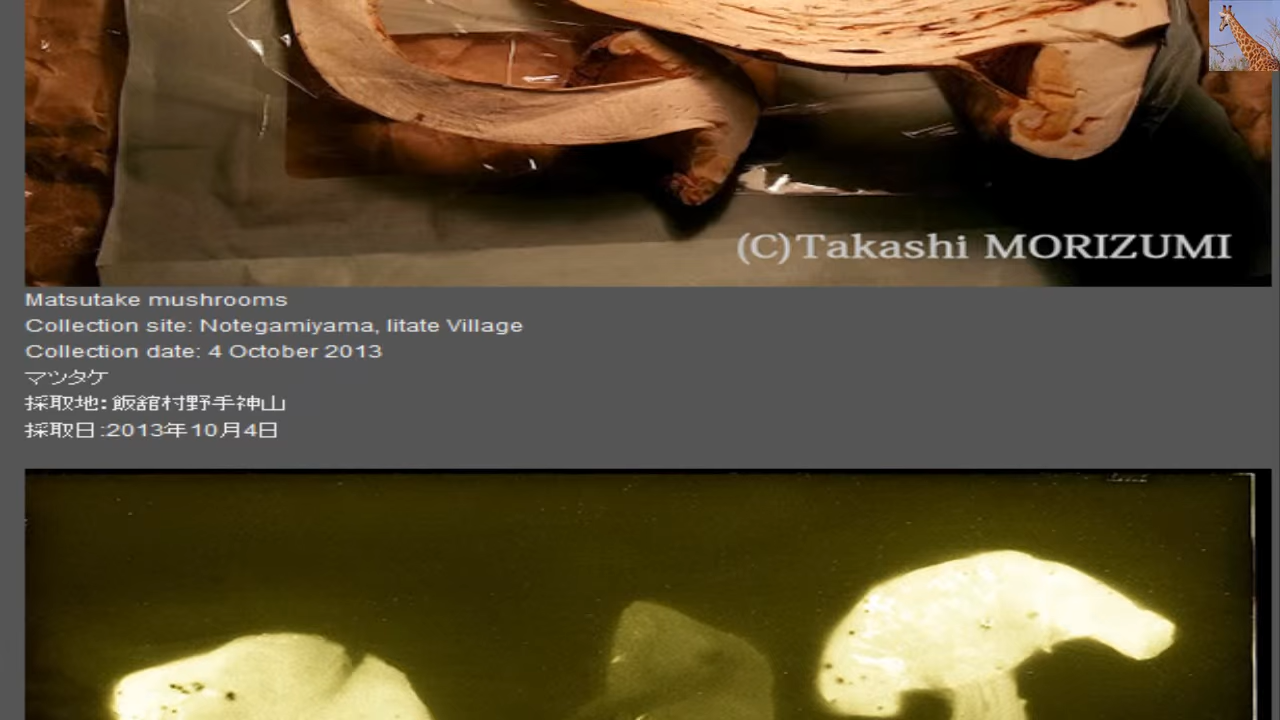 (C)Takashi MORIZUMI
Matsutake mushrooms
Collection site: Notegamiyama, Iitate Village
Collection date: 4 October 2013
マツタケ
採取地:飯舘村野手神山
採取日:2013年10月4日